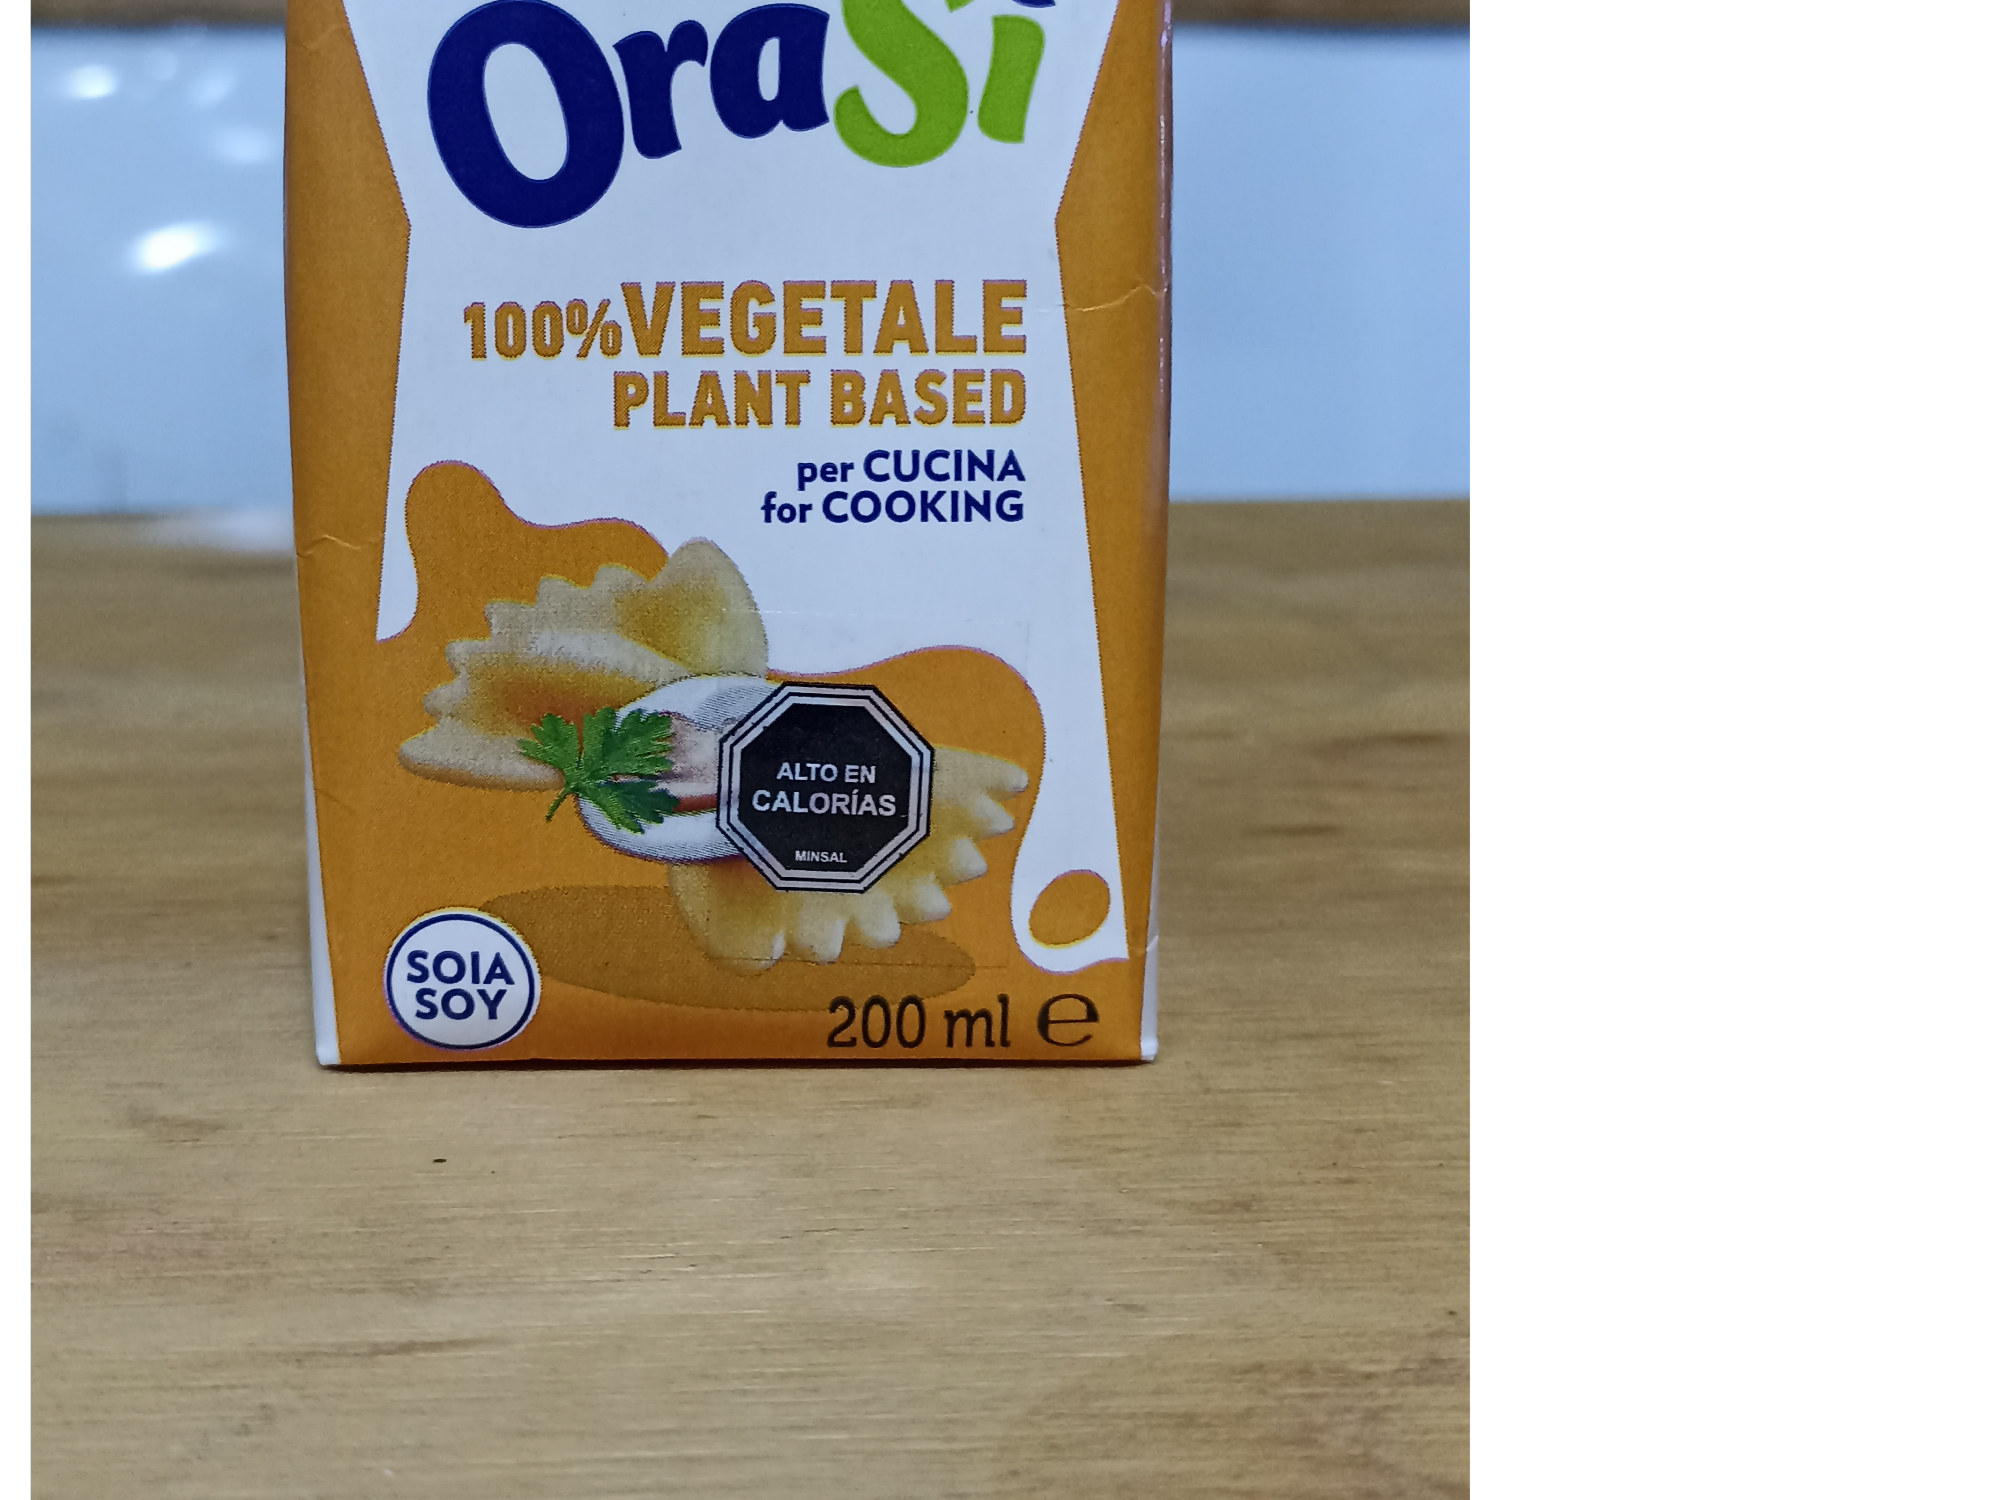 OraSì
100% VEGETALE
PLANT BASED
per CUCINA
for COOKING
ALTO EN
CALORÍAS
MINSAL
SOIA
SOY
200 ml ℮